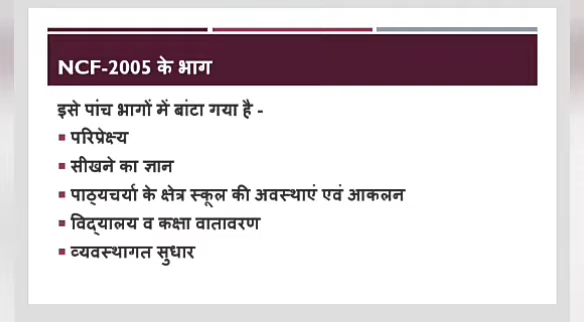 NCF-2005 के भाग
इसे पांच भागों में बांटा गया है -
▪ परिप्रेक्ष्य
▪ सीखने का ज्ञान
▪ पाठ्यचर्या के क्षेत्र स्कूल की अवस्थाएं एवं आकलन
▪ विद्यालय व कक्षा वातावरण
▪ व्यवस्थागत सुधार